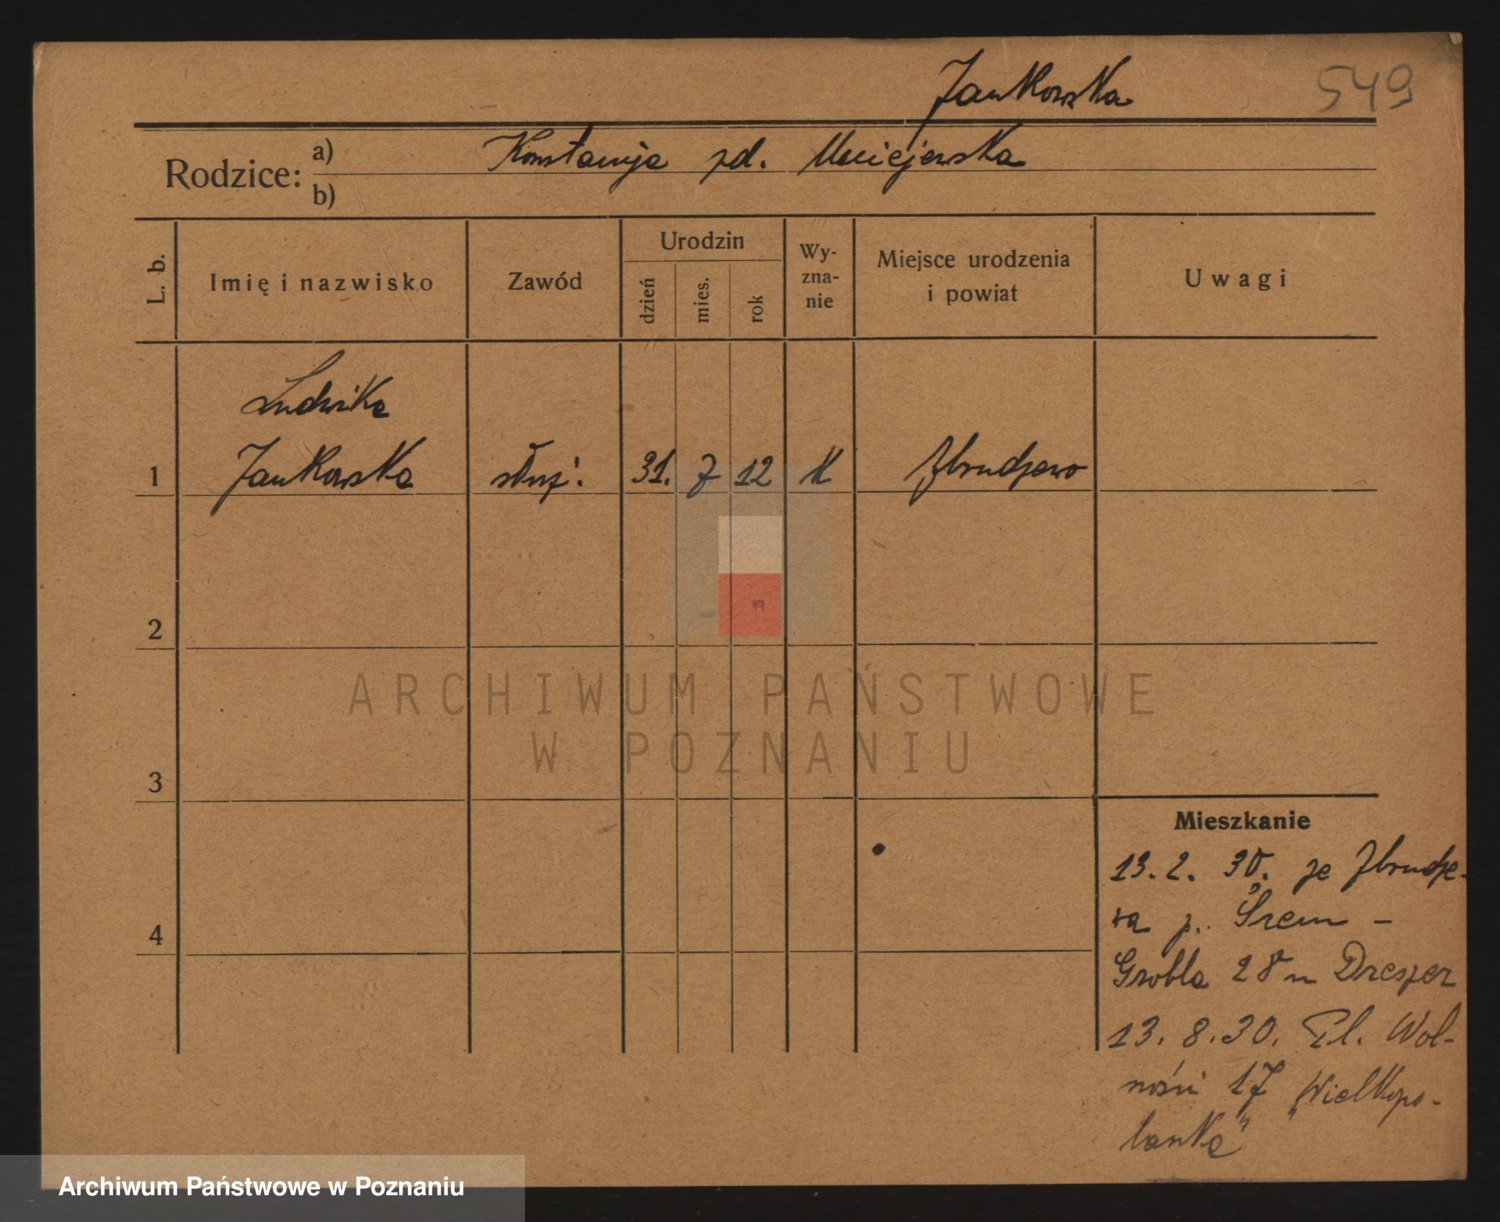 Jankowska
549
Rodzice:
a) Konstancja zd. Maciejewska
b)
L. b.
Imię i nazwisko
Zawód
Urodzin
dzień
mies.
rok
Wy-
zna-
nie
Miejsce urodzenia
i powiat
Uwagi
Ludwika
1 Jankowska służ. 31. 7 12 k Zbrudzewo
2
ARCHIWUM PAŃSTWOWE
W POZNANIU
3
4
Mieszkanie
13.2. 30. ze Zbrudze-
wa p. Śrem –
Grobla 28 u Dreszer
13.8.30. Pl. Wol-
ności 17 „Wielkopo-
lanka"
Archiwum Państwowe w Poznaniu